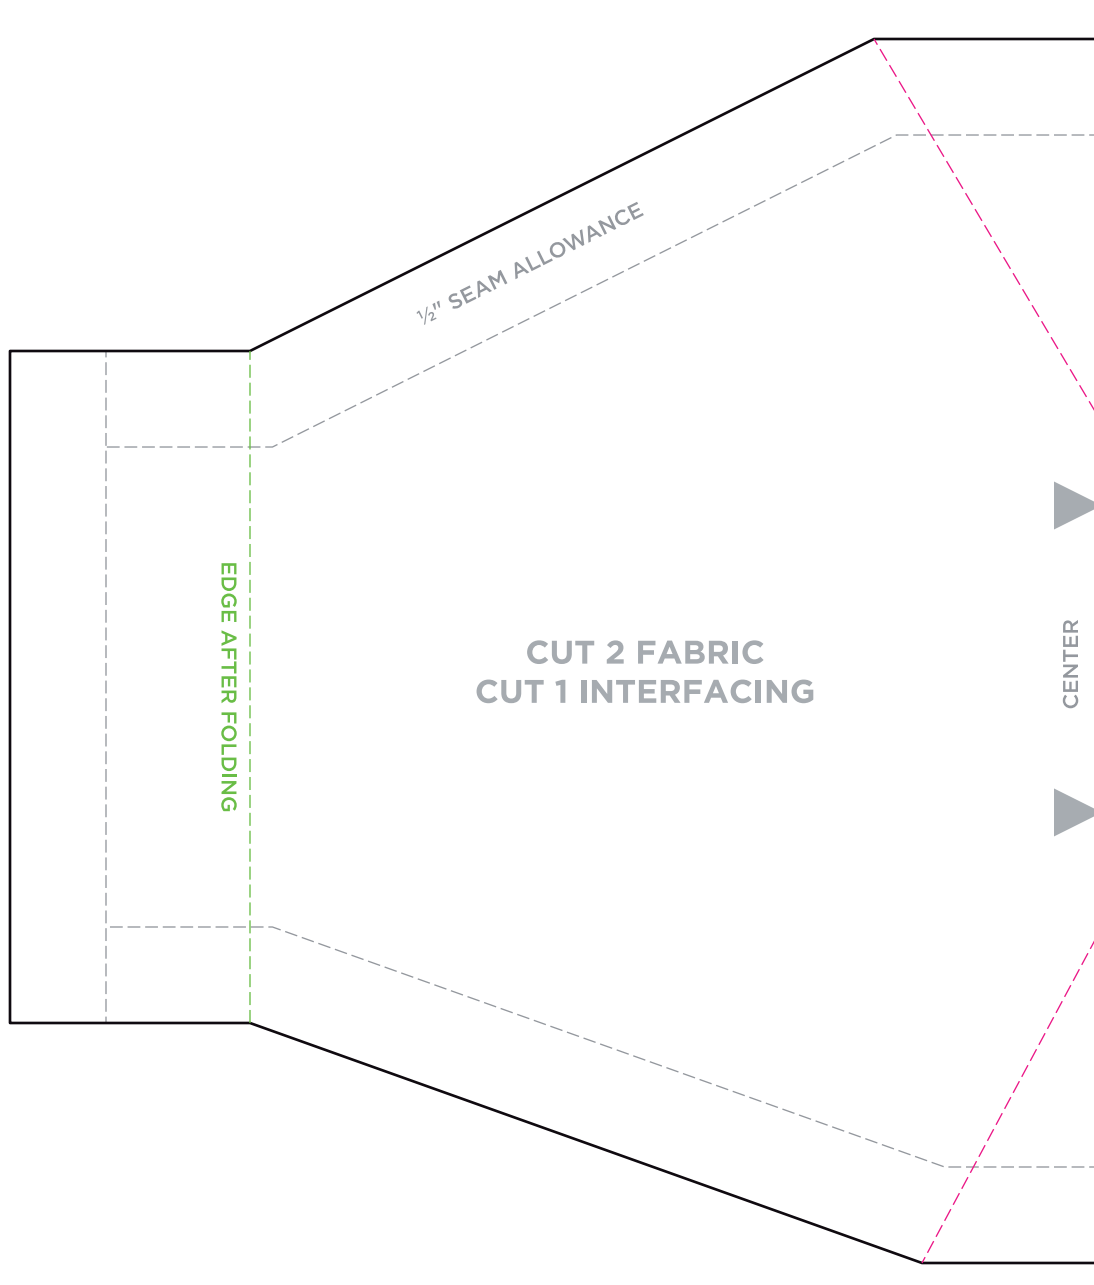 ½" SEAM ALLOWANCE
EDGE AFTER FOLDING
CUT 2 FABRIC
CUT 1 INTERFACING
CENTER